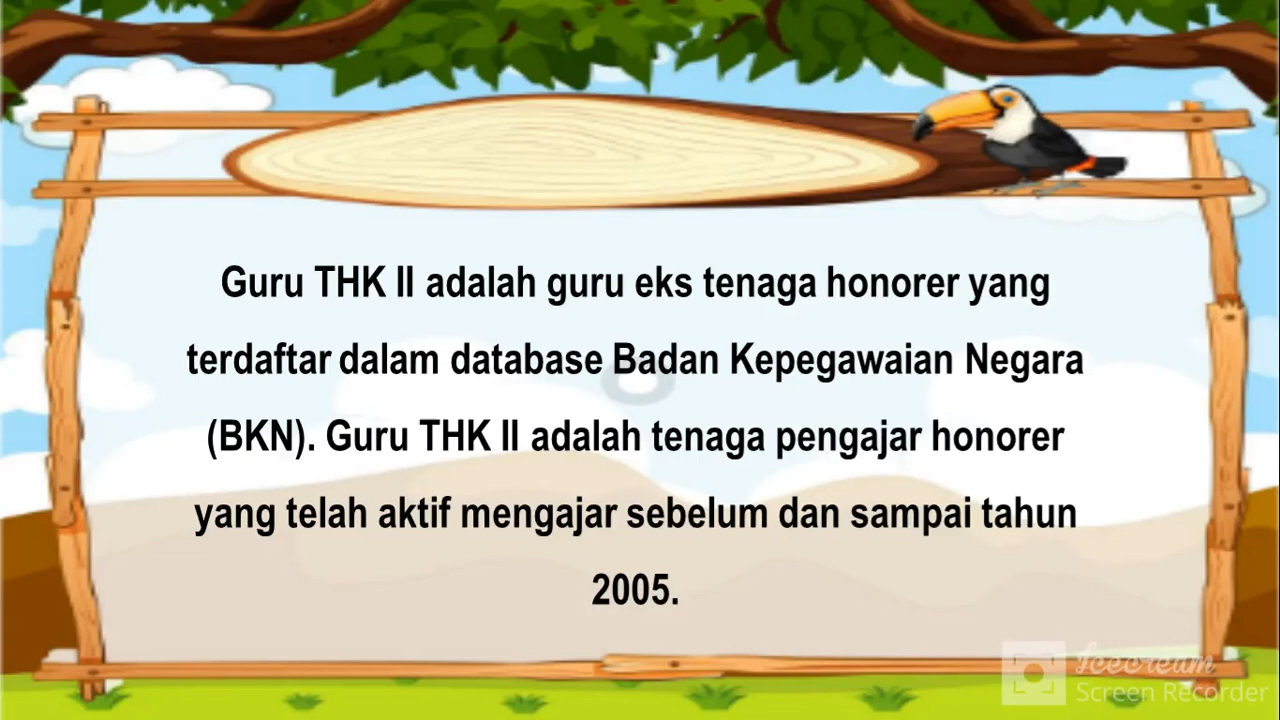 Guru THK II adalah guru eks tenaga honorer yang
terdaftar dalam database Badan Kepegawaian Negara
(BKN). Guru THK II adalah tenaga pengajar honorer
yang telah aktif mengajar sebelum dan sampai tahun
2005.
Icecream
Screen Recorder